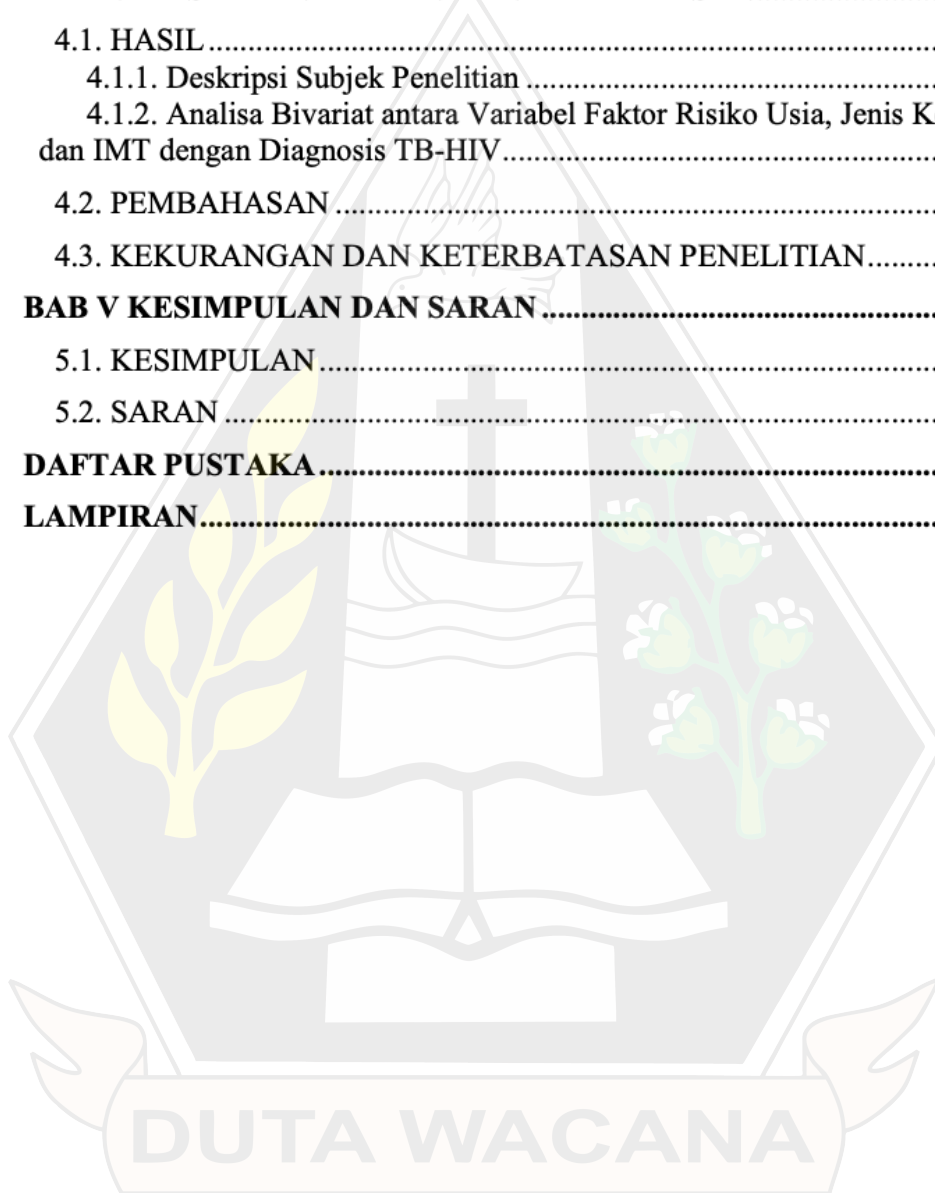 4.1. HASIL
4.1.1. Deskripsi Subjek Penelitian
4.1.2. Analisa Bivariat antara Variabel Faktor Risiko Usia, Jenis K
dan IMT dengan Diagnosis TB-HIV
4.2. PEMBAHASAN
4.3. KEKURANGAN DAN KETERBATASAN PENELITIAN
BAB V KESIMPULAN DAN SARAN
5.1. KESIMPULAN
5.2. SARAN
DAFTAR PUSTAKA
LAMPIRAN
DUTA WACANA